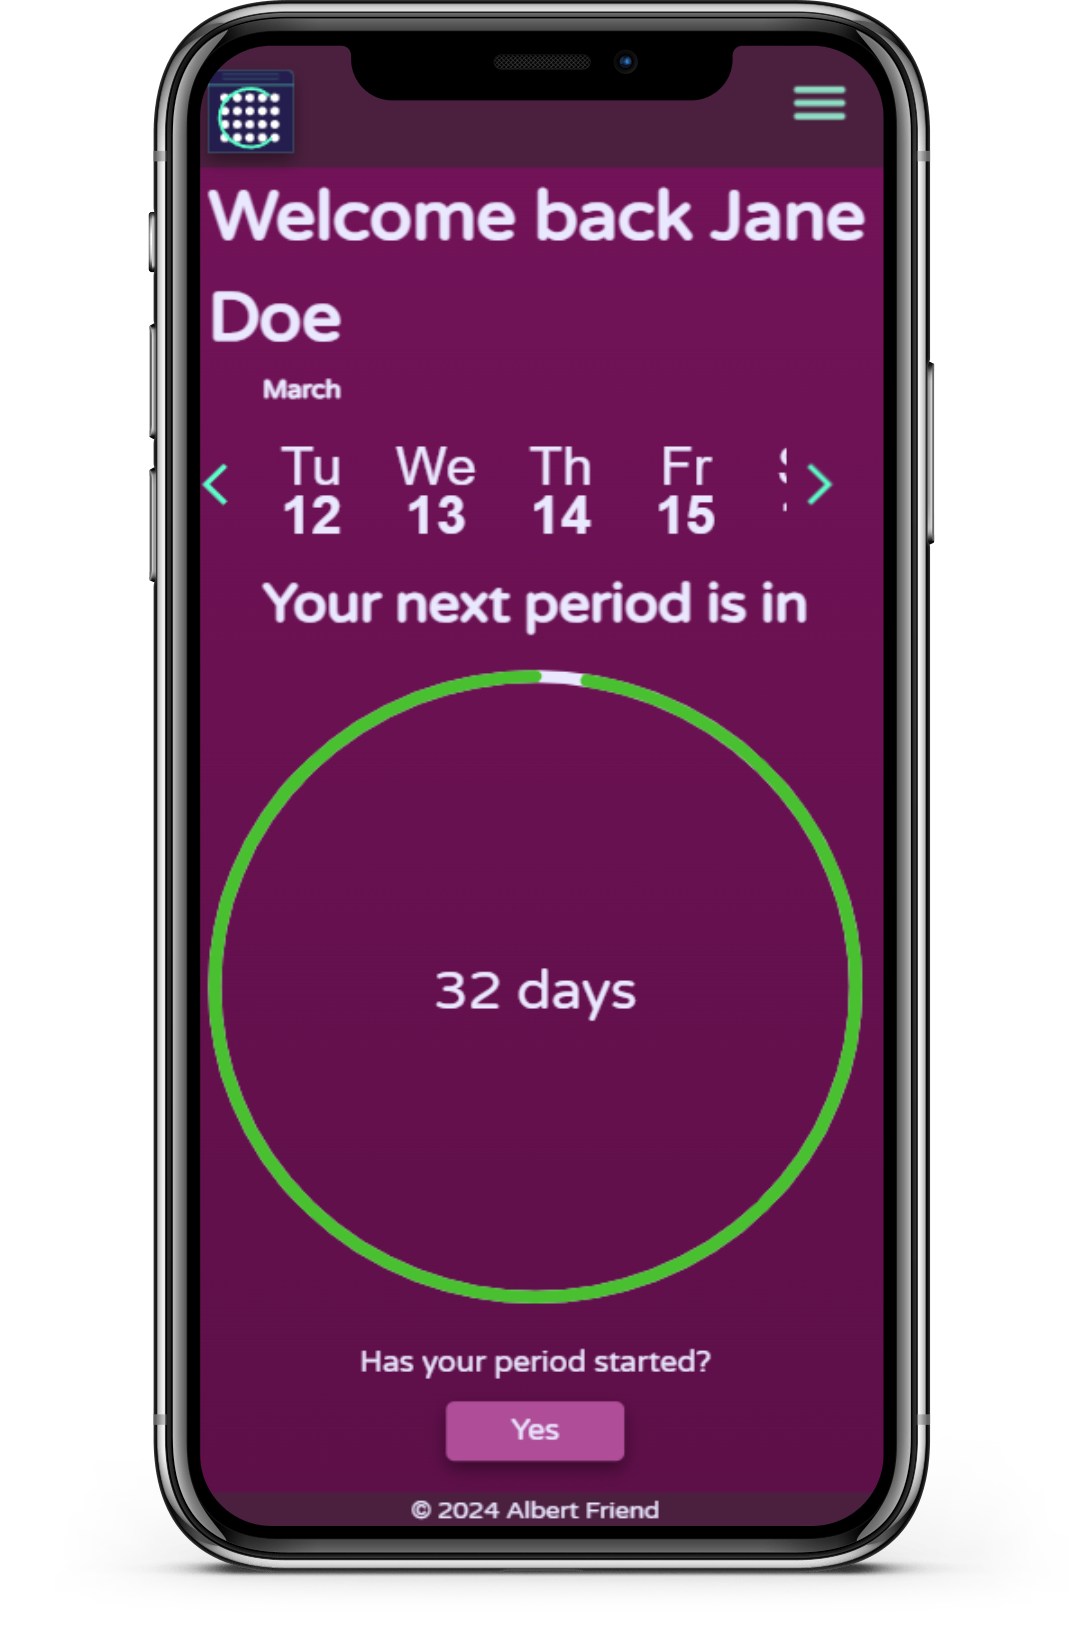 Welcome back Jane
Doe
March
Tu We Th Fr
12 13 14 15
Your next period is in
32 days
Has your period started?
Yes
© 2024 Albert Friend